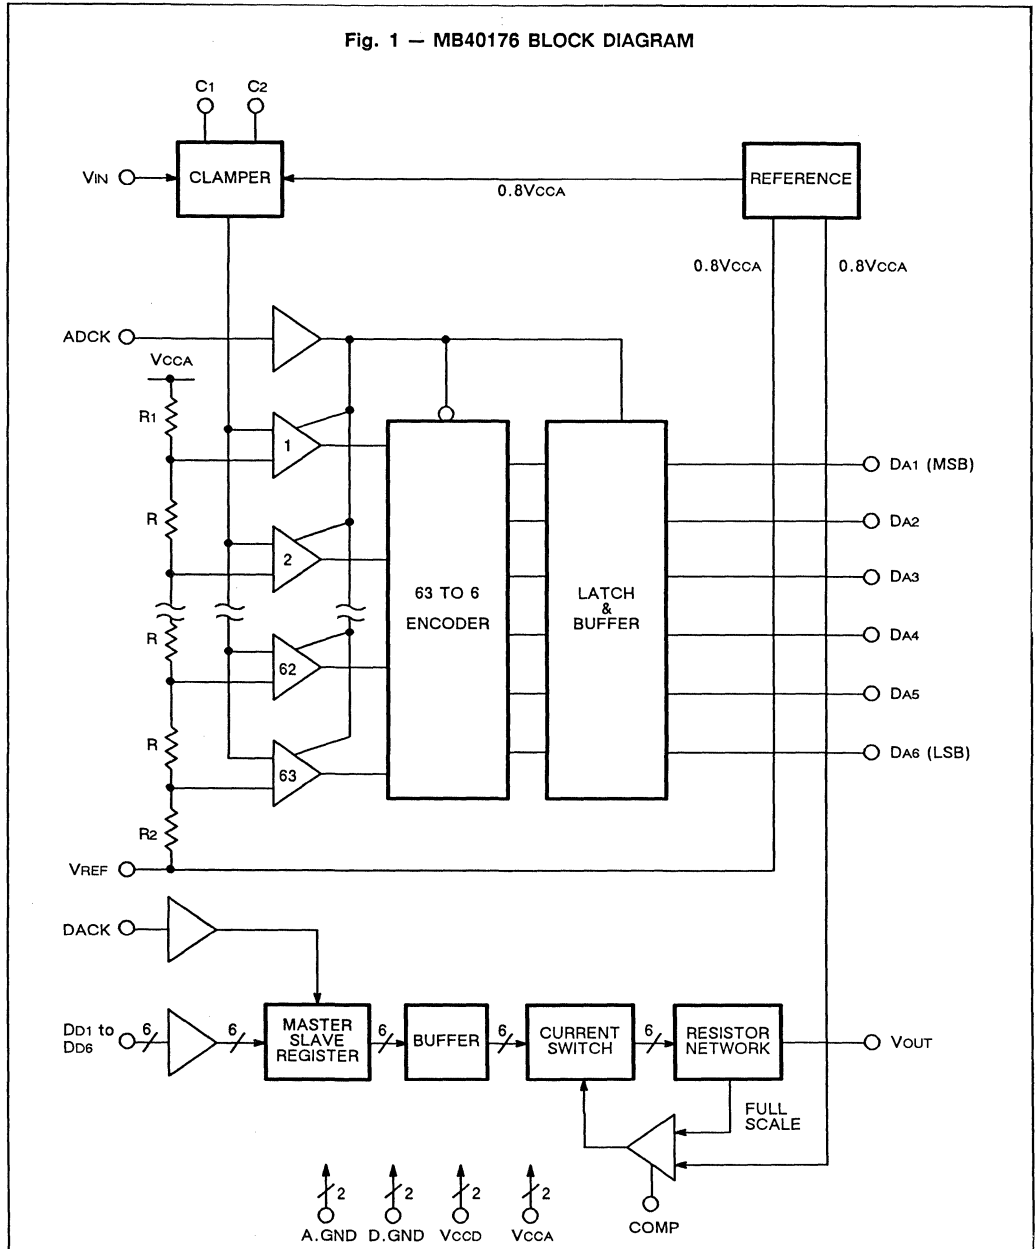 Fig. 1 — MB40176 BLOCK DIAGRAM
C1
C2
VIN
CLAMPER
REFERENCE
0.8VCCA
0.8VCCA
0.8VCCA
ADCK
VCCA
R1
1
DA1 (MSB)
R
DA2
2
DA3
63 TO 6
ENCODER
LATCH
&
BUFFER
R
DA4
62
DA5
R
DA6 (LSB)
63
R2
VREF
DACK
DD1 to
DD6
6
6
MASTER
SLAVE
REGISTER
6
BUFFER
6
CURRENT
SWITCH
6
RESISTOR
NETWORK
VOUT
FULL
SCALE
2
2
2
2
A.GND
D.GND
VCCD
VCCA
COMP